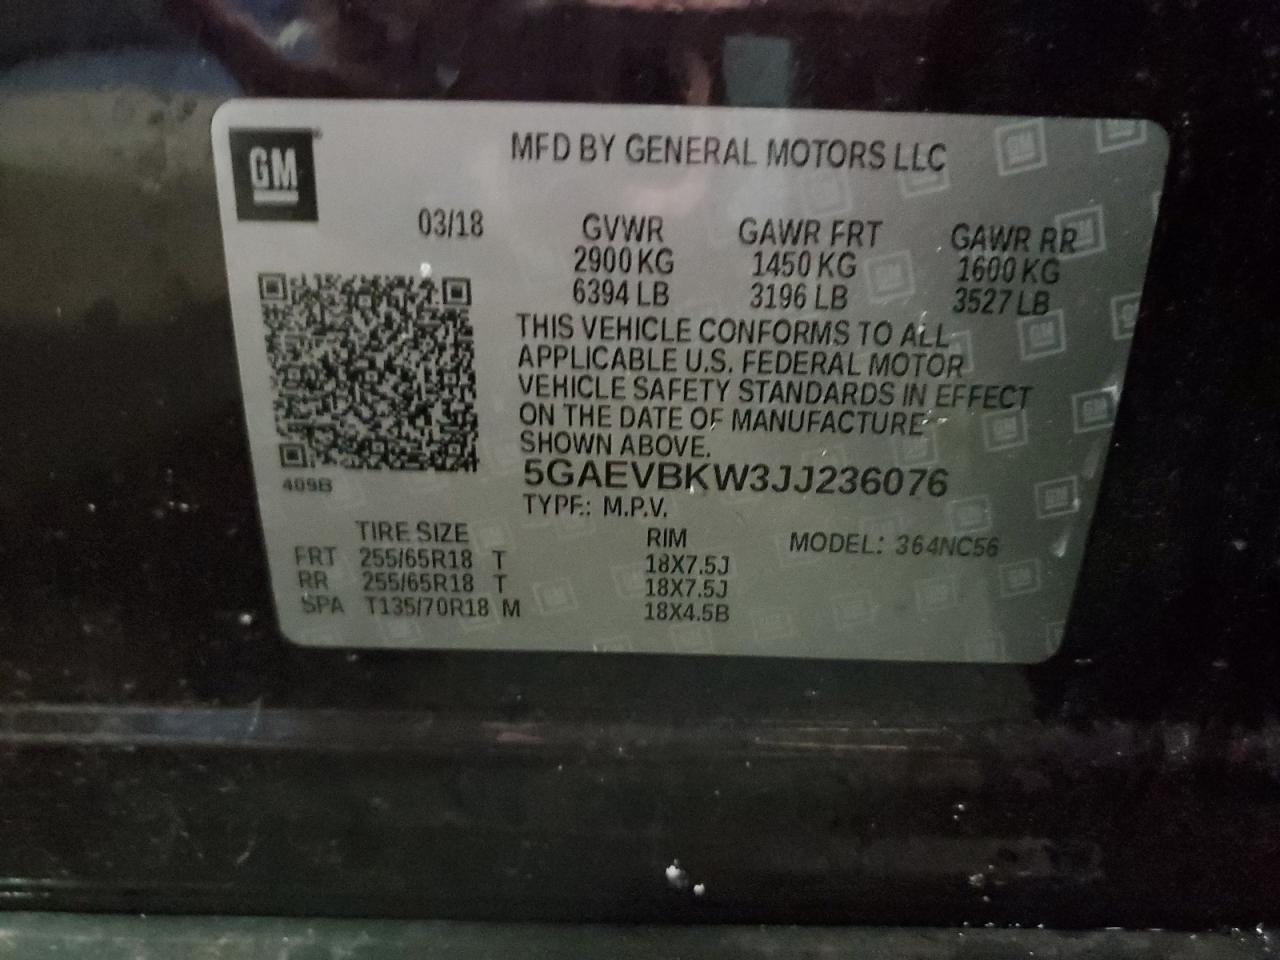 GM
MFD BY GENERAL MOTORS LLC
03/18 GVWR GAWR FRT GAWR RR
2900 KG 1450 KG 1600 KG
6394 LB 3196 LB 3527 LB
THIS VEHICLE CONFORMS TO ALL
APPLICABLE U.S. FEDERAL MOTOR
VEHICLE SAFETY STANDARDS IN EFFECT
ON THE DATE OF MANUFACTURE
SHOWN ABOVE.
409B
5GAEVBKW3JJ236076
TYPE: M.P.V.
TIRE SIZE RIM MODEL: 364NC56
FRT 255/65R18 T 18X7.5J
RR 255/65R18 T 18X7.5J
SPA T135/70R18 M 18X4.5B